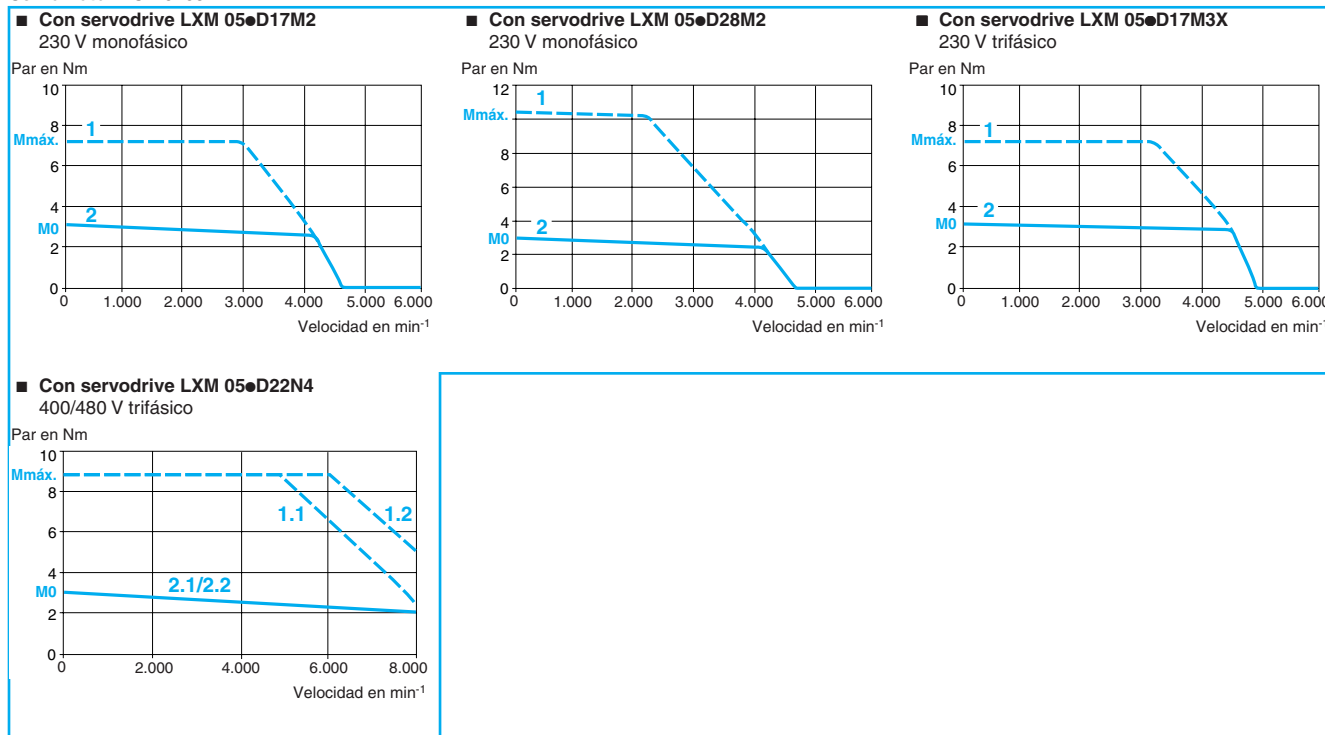 ■ Con servodrive LXM 05●D17M2
230 V monofásico
Par en Nm
10
8
Mmáx.
6
4
M0
2
0
1
2
0 1.000 2.000 3.000 4.000 5.000 6.000
Velocidad en min-1
■ Con servodrive LXM 05●D28M2
230 V monofásico
Par en Nm
12
Mmáx.
8
6
4
M0
2
0
1
2
0 1.000 2.000 3.000 4.000 5.000 6.000
Velocidad en min-1
■ Con servodrive LXM 05●D17M3X
230 V trifásico
Par en Nm
10
8
Mmáx.
6
4
M0
2
0
1
2
0 1.000 2.000 3.000 4.000 5.000 6.000
Velocidad en min-1
■ Con servodrive LXM 05●D22N4
400/480 V trifásico
Par en Nm
10
Mmáx.
8
6
4
M0
2
0
1.1
1.2
2.1/2.2
0 2.000 4.000 6.000 8.000
Velocidad en min-1